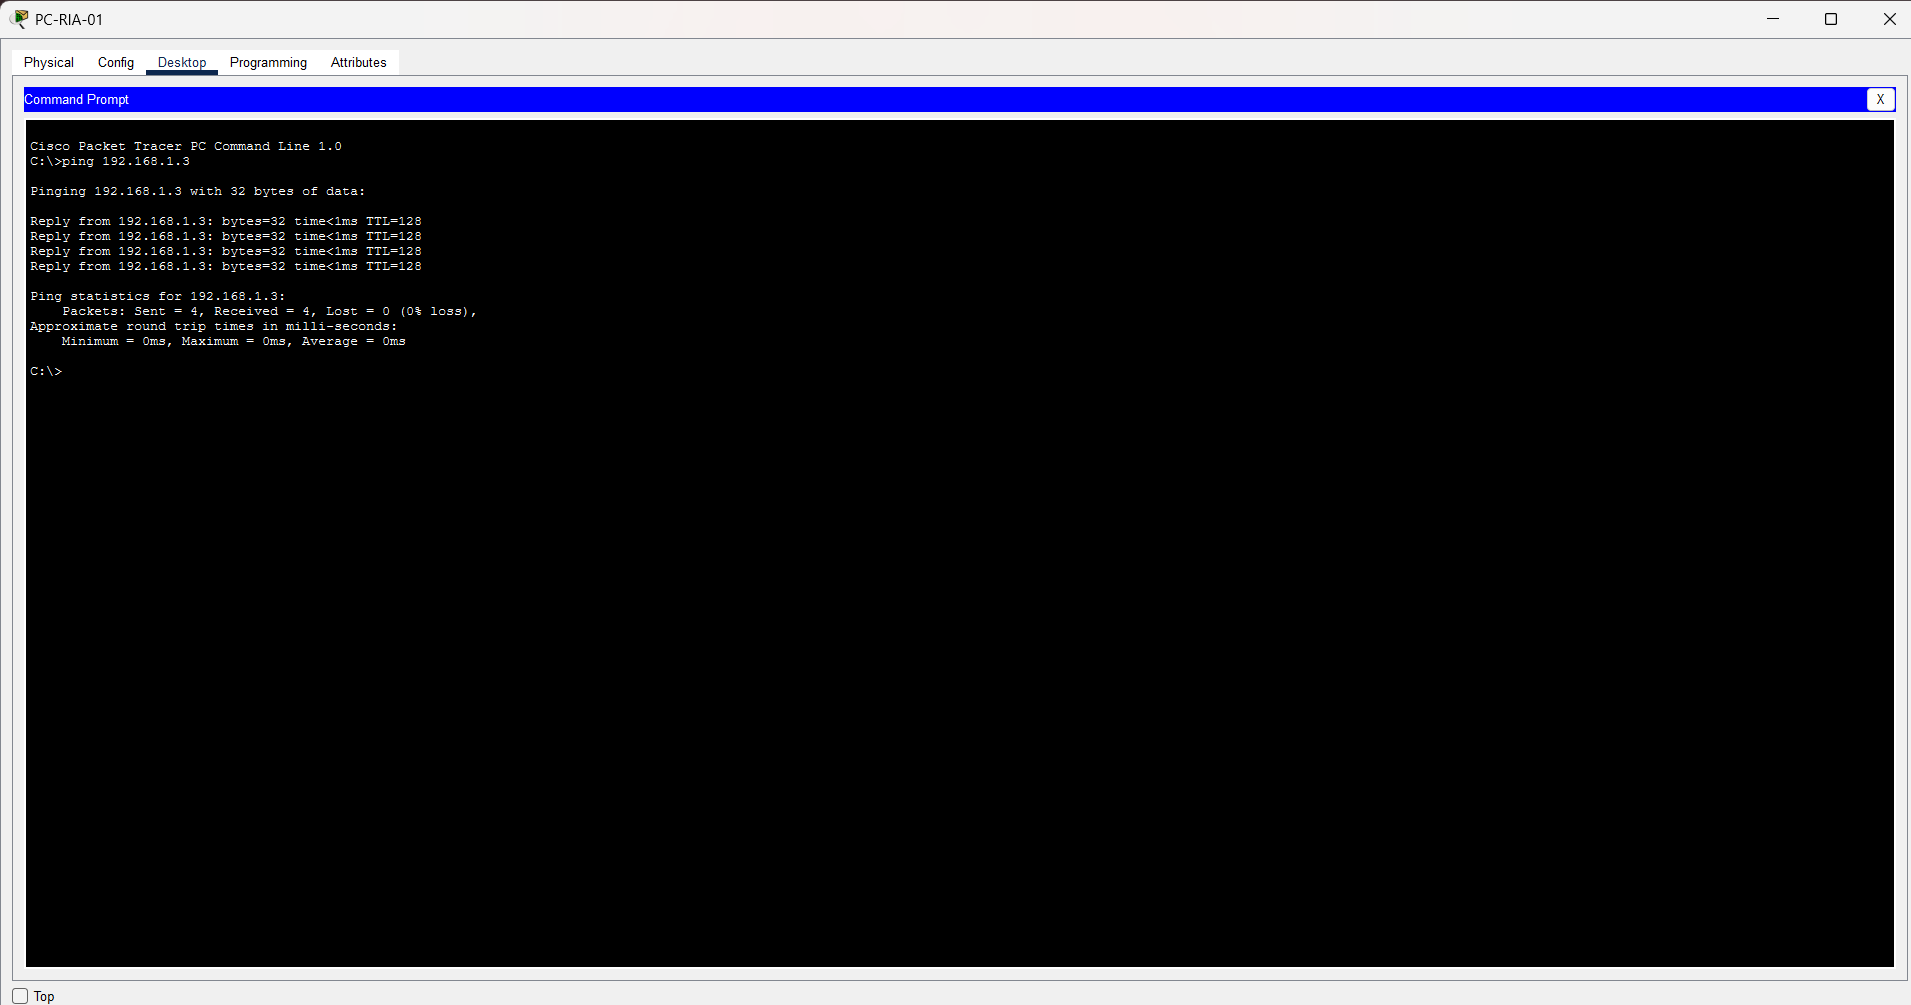 PC-RIA-01
Physical Config Desktop Programming Attributes
Command Prompt X
Cisco Packet Tracer PC Command Line 1.0
C:\>ping 192.168.1.3
Pinging 192.168.1.3 with 32 bytes of data:
Reply from 192.168.1.3: bytes=32 time<1ms TTL=128
Reply from 192.168.1.3: bytes=32 time<1ms TTL=128
Reply from 192.168.1.3: bytes=32 time<1ms TTL=128
Reply from 192.168.1.3: bytes=32 time<1ms TTL=128
Ping statistics for 192.168.1.3:
    Packets: Sent = 4, Received = 4, Lost = 0 (0% loss),
Approximate round trip times in milli-seconds:
    Minimum = 0ms, Maximum = 0ms, Average = 0ms
C:\>
Top